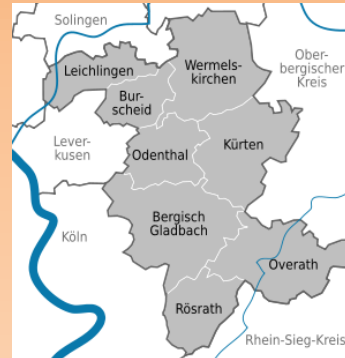 Solingen
Wermels-
kirchen
Ober-
bergischer
Kreis
Leichlingen
Bur-
scheid
Lever-
kusen
Odenthal
Kürten
Köln
Bergisch
Gladbach
Overath
Rösrath
Rhein-Sieg-Kreis